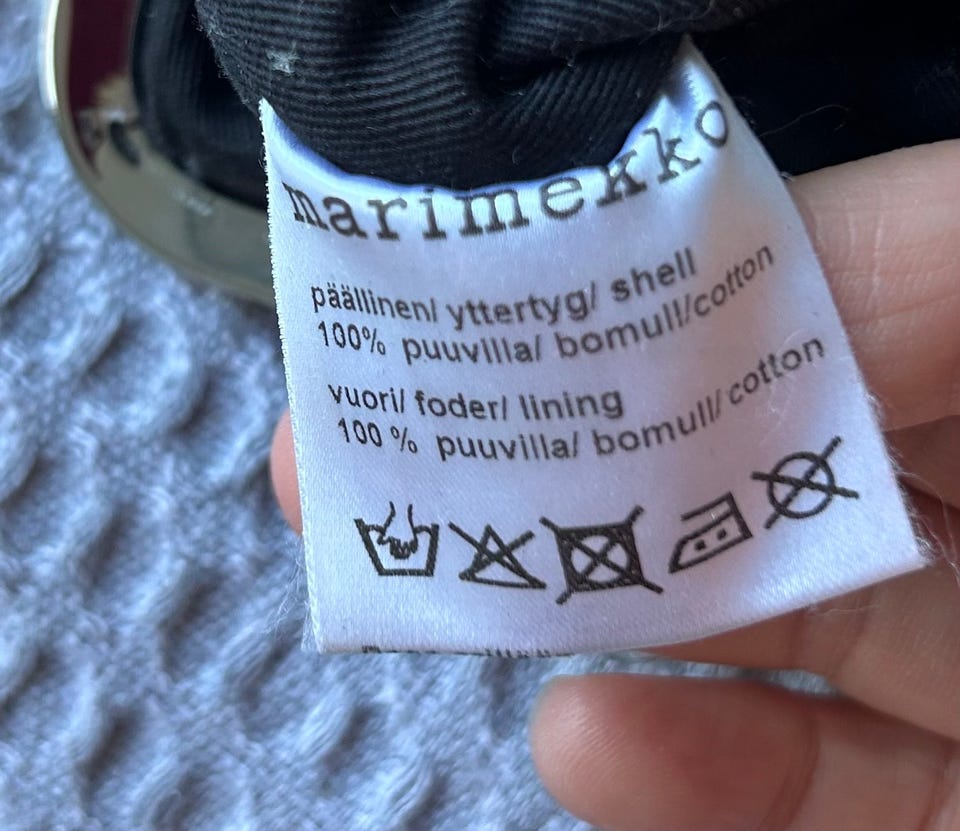 marimekko
päällinen/ yttertyg/ shell
100% puuvilla/ bomull/cotton
vuori/ foder/ lining
100 % puuvilla/ bomull/ cotton